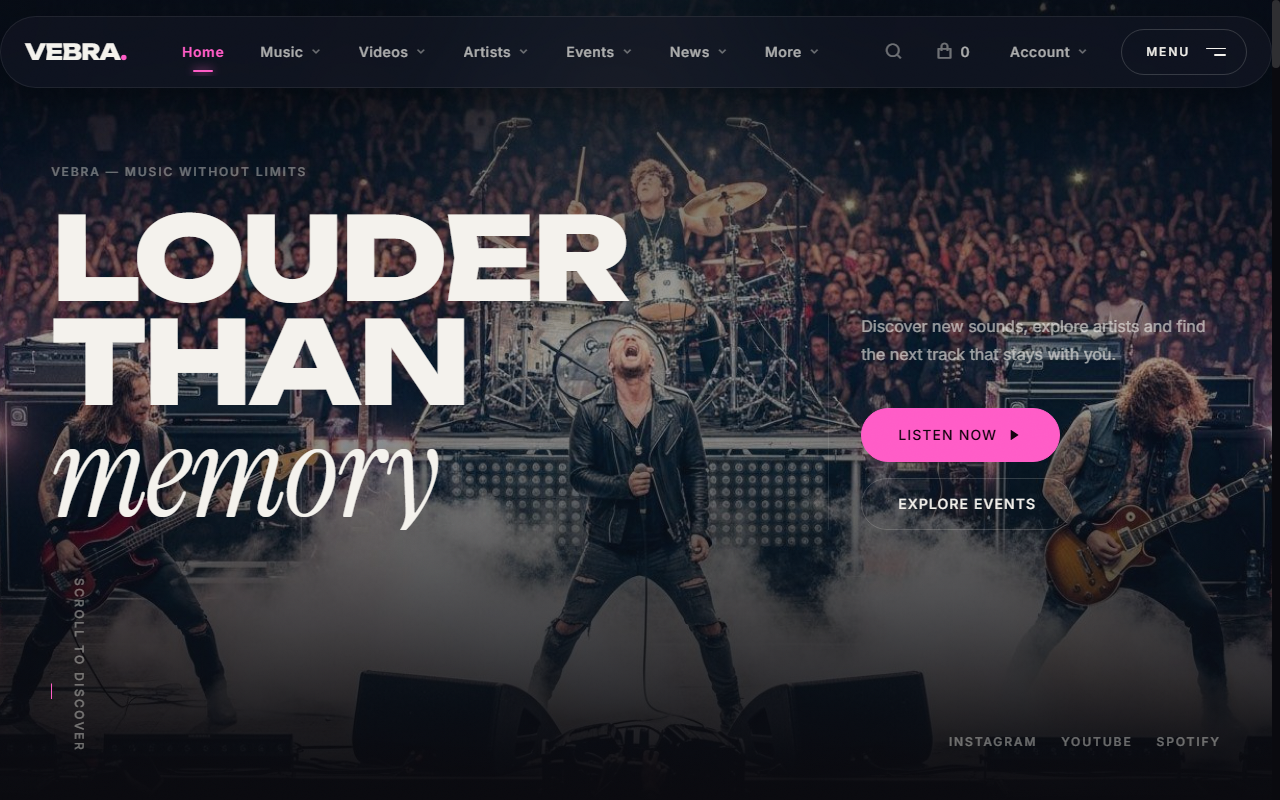 VEBRA.
Home
Music
Videos
Artists
Events
News
More
0
Account
MENU
VEBRA — MUSIC WITHOUT LIMITS
LOUDER
THAN
memory
Discover new sounds, explore artists and find
the next track that stays with you.
LISTEN NOW
EXPLORE EVENTS
SCROLL TO DISCOVER
INSTAGRAM
YOUTUBE
SPOTIFY